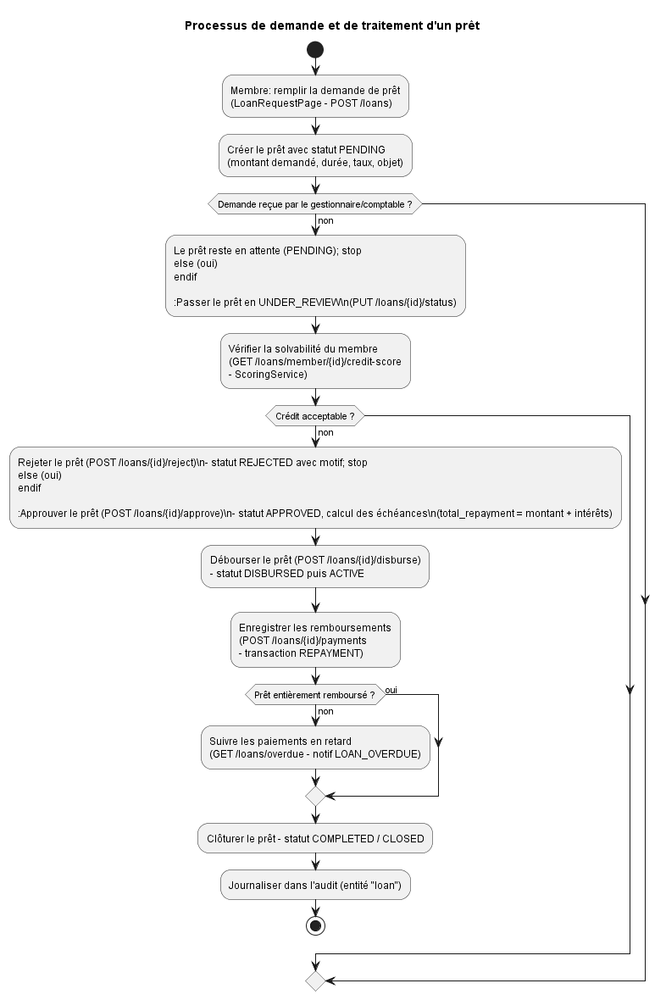 Processus de demande et de traitement d'un prêt
Membre: remplir la demande de prêt
(LoanRequestPage - POST /loans)
Créer le prêt avec statut PENDING
(montant demandé, durée, taux, objet)
Demande reçue par le gestionnaire/comptable ?
non
Le prêt reste en attente (PENDING); stop
else (oui)
endif
:Passer le prêt en UNDER_REVIEW\n(PUT /loans/{id}/status)
Vérifier la solvabilité du membre
(GET /loans/member/{id}/credit-score
- ScoringService)
Crédit acceptable ?
non
Rejeter le prêt (POST /loans/{id}/reject)\n- statut REJECTED avec motif; stop
else (oui)
endif
:Approuver le prêt (POST /loans/{id}/approve)\n- statut APPROVED, calcul des échéances\n(total_repayment = montant + intérêts)
Débourser le prêt (POST /loans/{id}/disburse)
- statut DISBURSED puis ACTIVE
Enregistrer les remboursements
(POST /loans/{id}/payments
- transaction REPAYMENT)
Prêt entièrement remboursé ?
oui
non
Suivre les paiements en retard
(GET /loans/overdue - notif LOAN_OVERDUE)
Clôturer le prêt - statut COMPLETED / CLOSED
Journaliser dans l'audit (entité "loan")